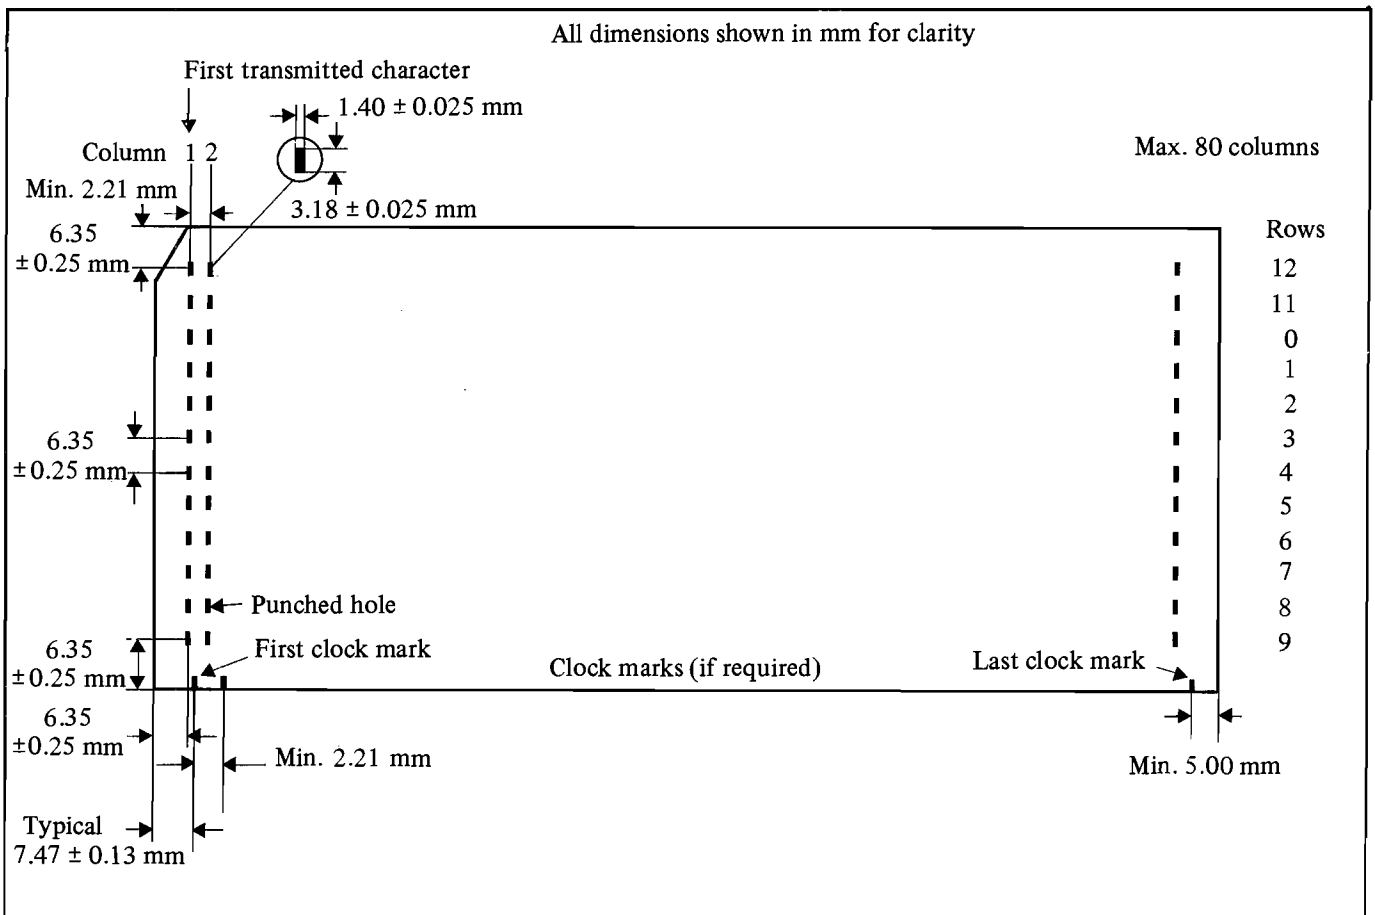 All dimensions shown in mm for clarity
First transmitted character
1.40 ± 0.025 mm
Column 1 2
Max. 80 columns
Min. 2.21 mm
3.18 ± 0.025 mm
6.35
±0.25 mm
Rows
12
11
0
1
2
3
4
5
6
7
8
9
6.35
±0.25 mm
Punched hole
First clock mark
6.35
±0.25 mm
Clock marks (if required)
Last clock mark
6.35
±0.25 mm
Min. 2.21 mm
Min. 5.00 mm
Typical
7.47 ± 0.13 mm